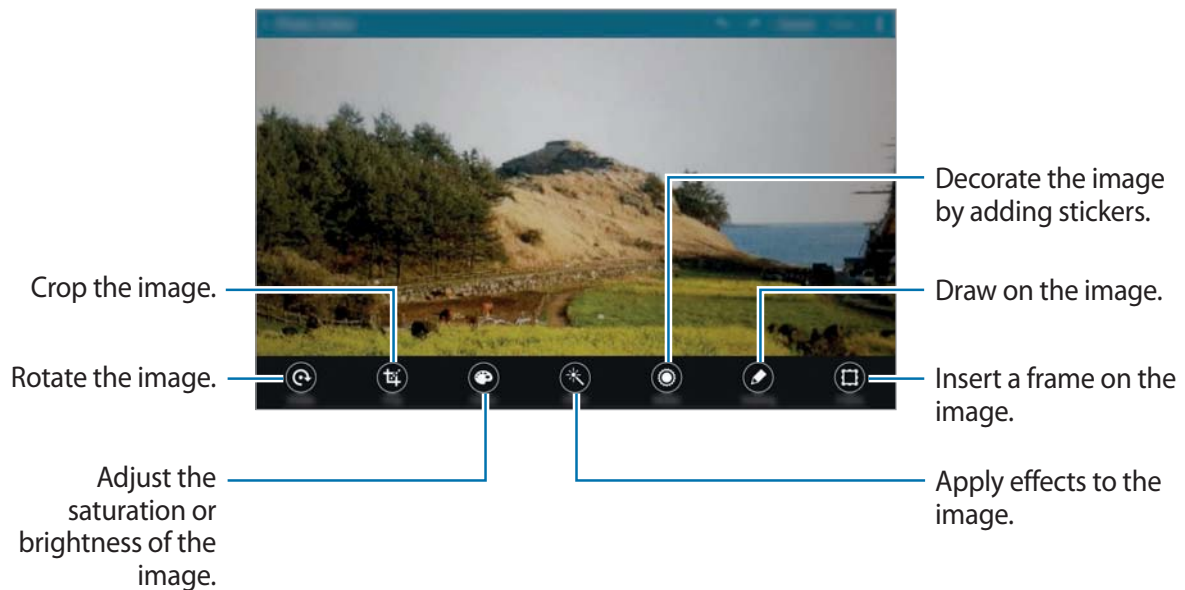 Decorate the image
by adding stickers.
Crop the image.
Draw on the image.
Rotate the image.
Insert a frame on the
image.
Adjust the
saturation or
brightness of the
image.
Apply effects to the
image.